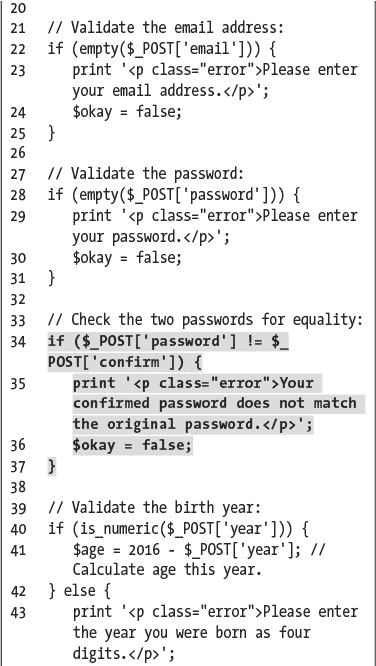 20
21 // Validate the email address:
22 if (empty($_POST['email'])) {
23 print '<p class="error">Please enter
your email address.</p>';
24 $okay = false;
25 }
26
27 // Validate the password:
28 if (empty($_POST['password'])) {
29 print '<p class="error">Please enter
your password.</p>';
30 $okay = false;
31 }
32
33 // Check the two passwords for equality:
34 if ($_POST['password'] != $_
POST['confirm']) {
35 print '<p class="error">Your
confirmed password does not match
the original password.</p>';
36 $okay = false;
37 }
38
39 // Validate the birth year:
40 if (is_numeric($_POST['year'])) {
41 $age = 2016 - $_POST['year']; //
Calculate age this year.
42 } else {
43 print '<p class="error">Please enter
the year you were born as four
digits.</p>';